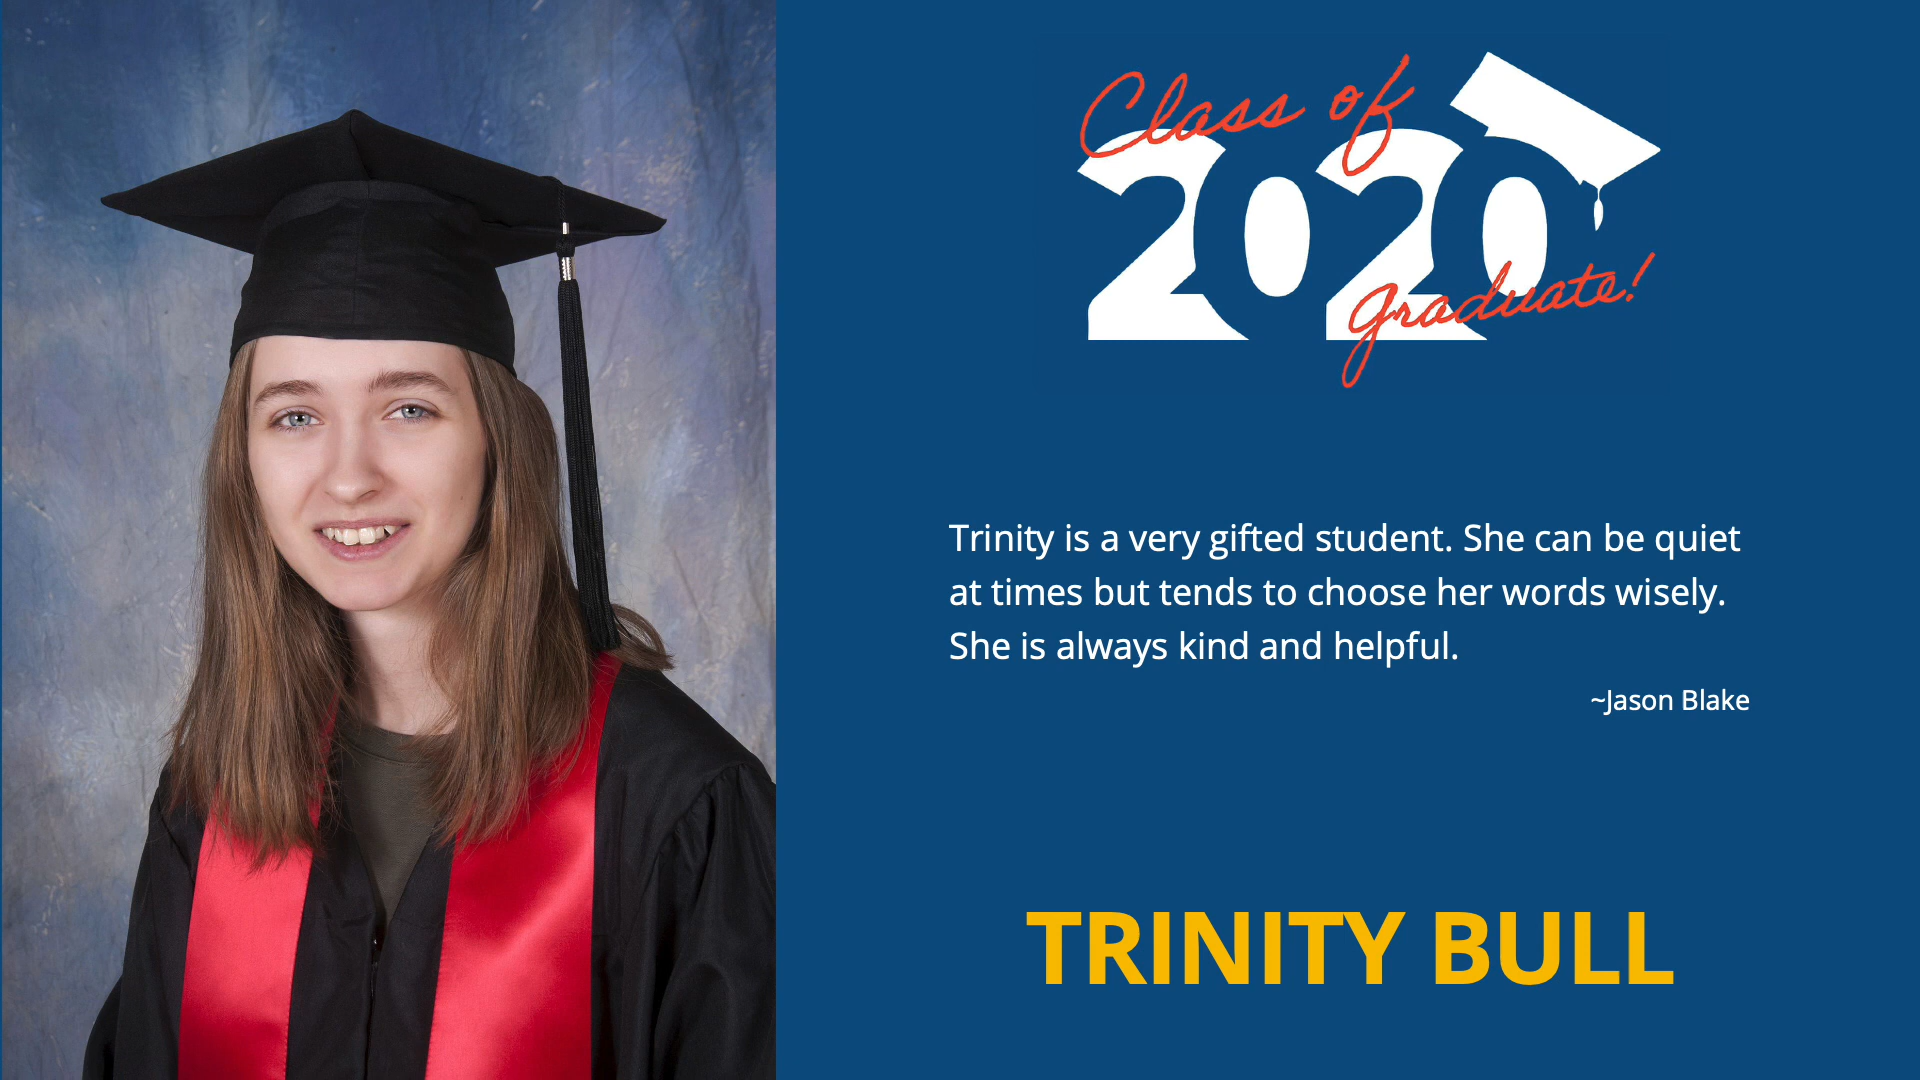 Class of
2020
graduate!
Trinity is a very gifted student. She can be quiet
at times but tends to choose her words wisely.
She is always kind and helpful.
~Jason Blake
TRINITY BULL